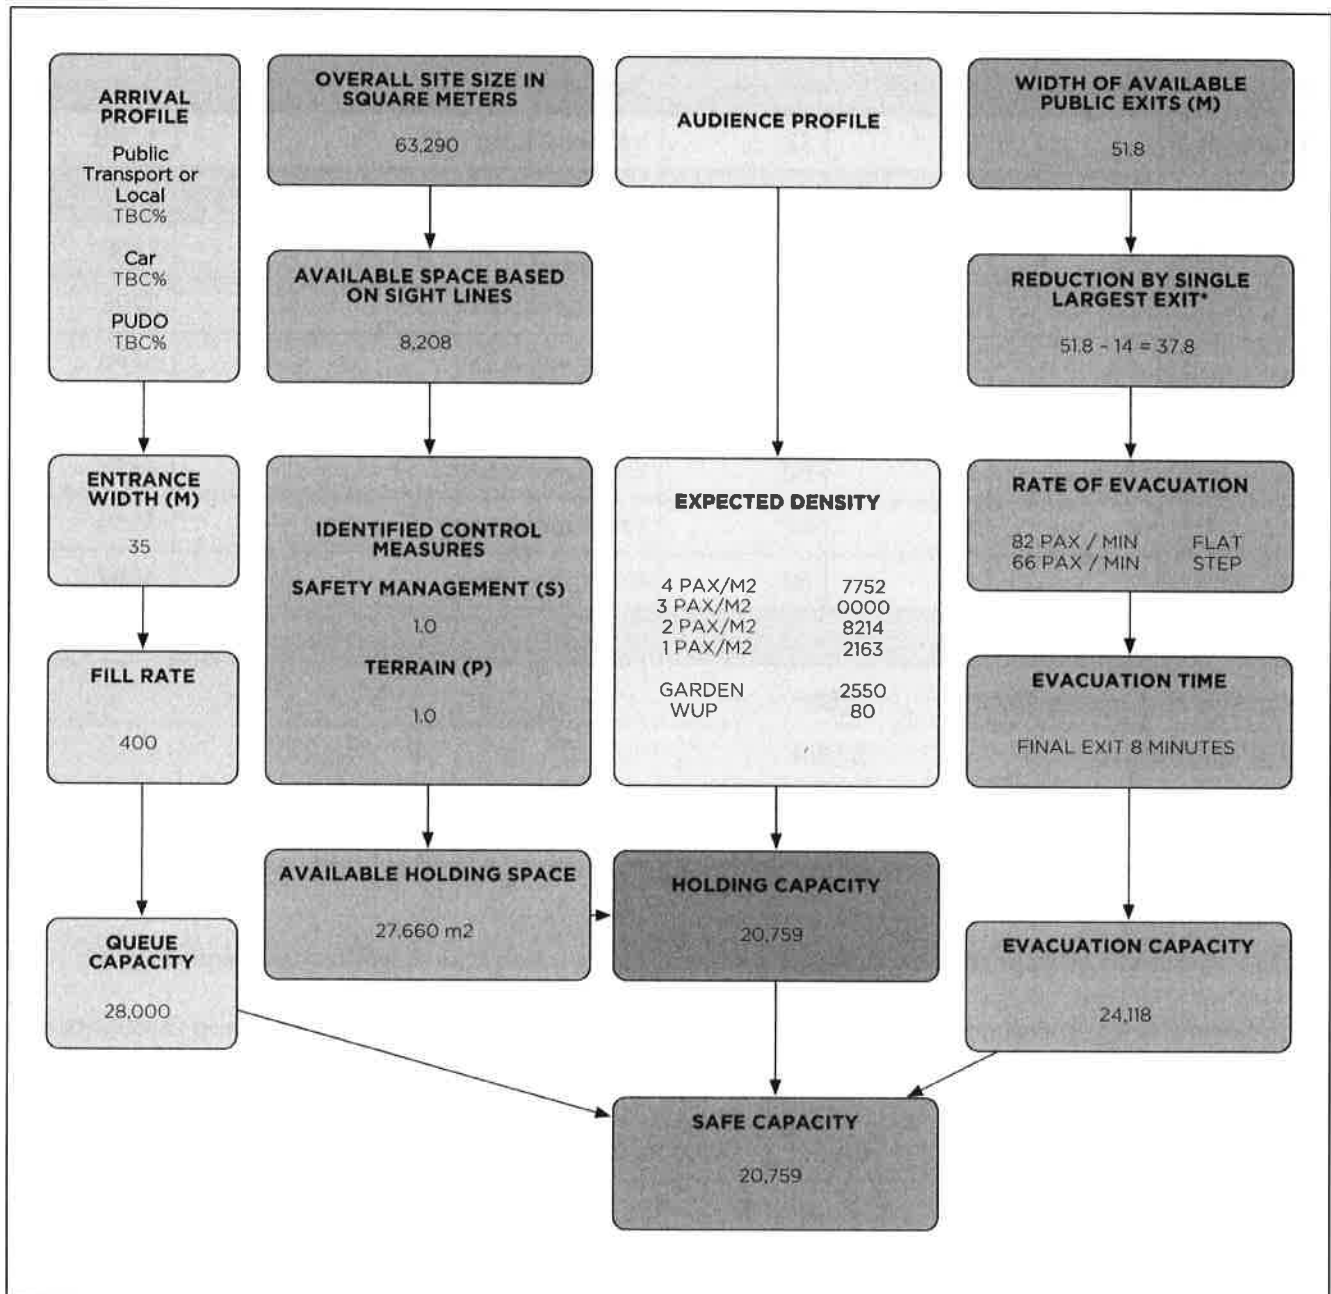 ARRIVAL
PROFILE
Public
Transport or
Local
TBC%
Car
TBC%
PUDO
TBC%
ENTRANCE
WIDTH (M)
35
FILL RATE
400
QUEUE
CAPACITY
28,000
OVERALL SITE SIZE IN
SQUARE METERS
63,290
AVAILABLE SPACE BASED
ON SIGHT LINES
8,208
IDENTIFIED CONTROL
MEASURES
SAFETY MANAGEMENT (S)
1.0
TERRAIN (P)
1.0
AVAILABLE HOLDING SPACE
27,660 m2
AUDIENCE PROFILE
EXPECTED DENSITY
4 PAX/M2 7752
3 PAX/M2 0000
2 PAX/M2 8214
1 PAX/M2 2163
GARDEN 2550
WUP 80
HOLDING CAPACITY
20,759
WIDTH OF AVAILABLE
PUBLIC EXITS (M)
51.8
REDUCTION BY SINGLE
LARGEST EXIT*
51.8 - 14 = 37.8
RATE OF EVACUATION
82 PAX / MIN FLAT
66 PAX / MIN STEP
EVACUATION TIME
FINAL EXIT 8 MINUTES
EVACUATION CAPACITY
24,118
SAFE CAPACITY
20,759